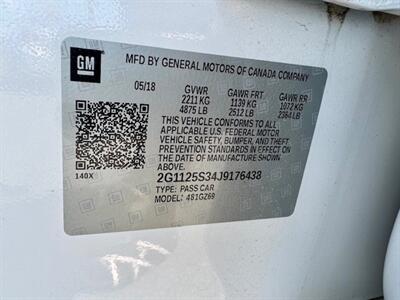 GM
MFD BY GENERAL MOTORS OF CANADA COMPANY
05/18 GVWR GAWR FRT GAWR RR
2211 KG 1139 KG 1072 KG
4875 LB 2512 LB 2364 LB
THIS VEHICLE CONFORMS TO ALL
APPLICABLE U.S. FEDERAL MOTOR
VEHICLE SAFETY, BUMPER, AND THEFT
PREVENTION STANDARDS IN EFFECT ON THE
DATE OF MANUFACTURE SHOWN
ABOVE.
140X 2G1125S34J9176438
TYPE: PASS CAR
MODEL: 481GZ69